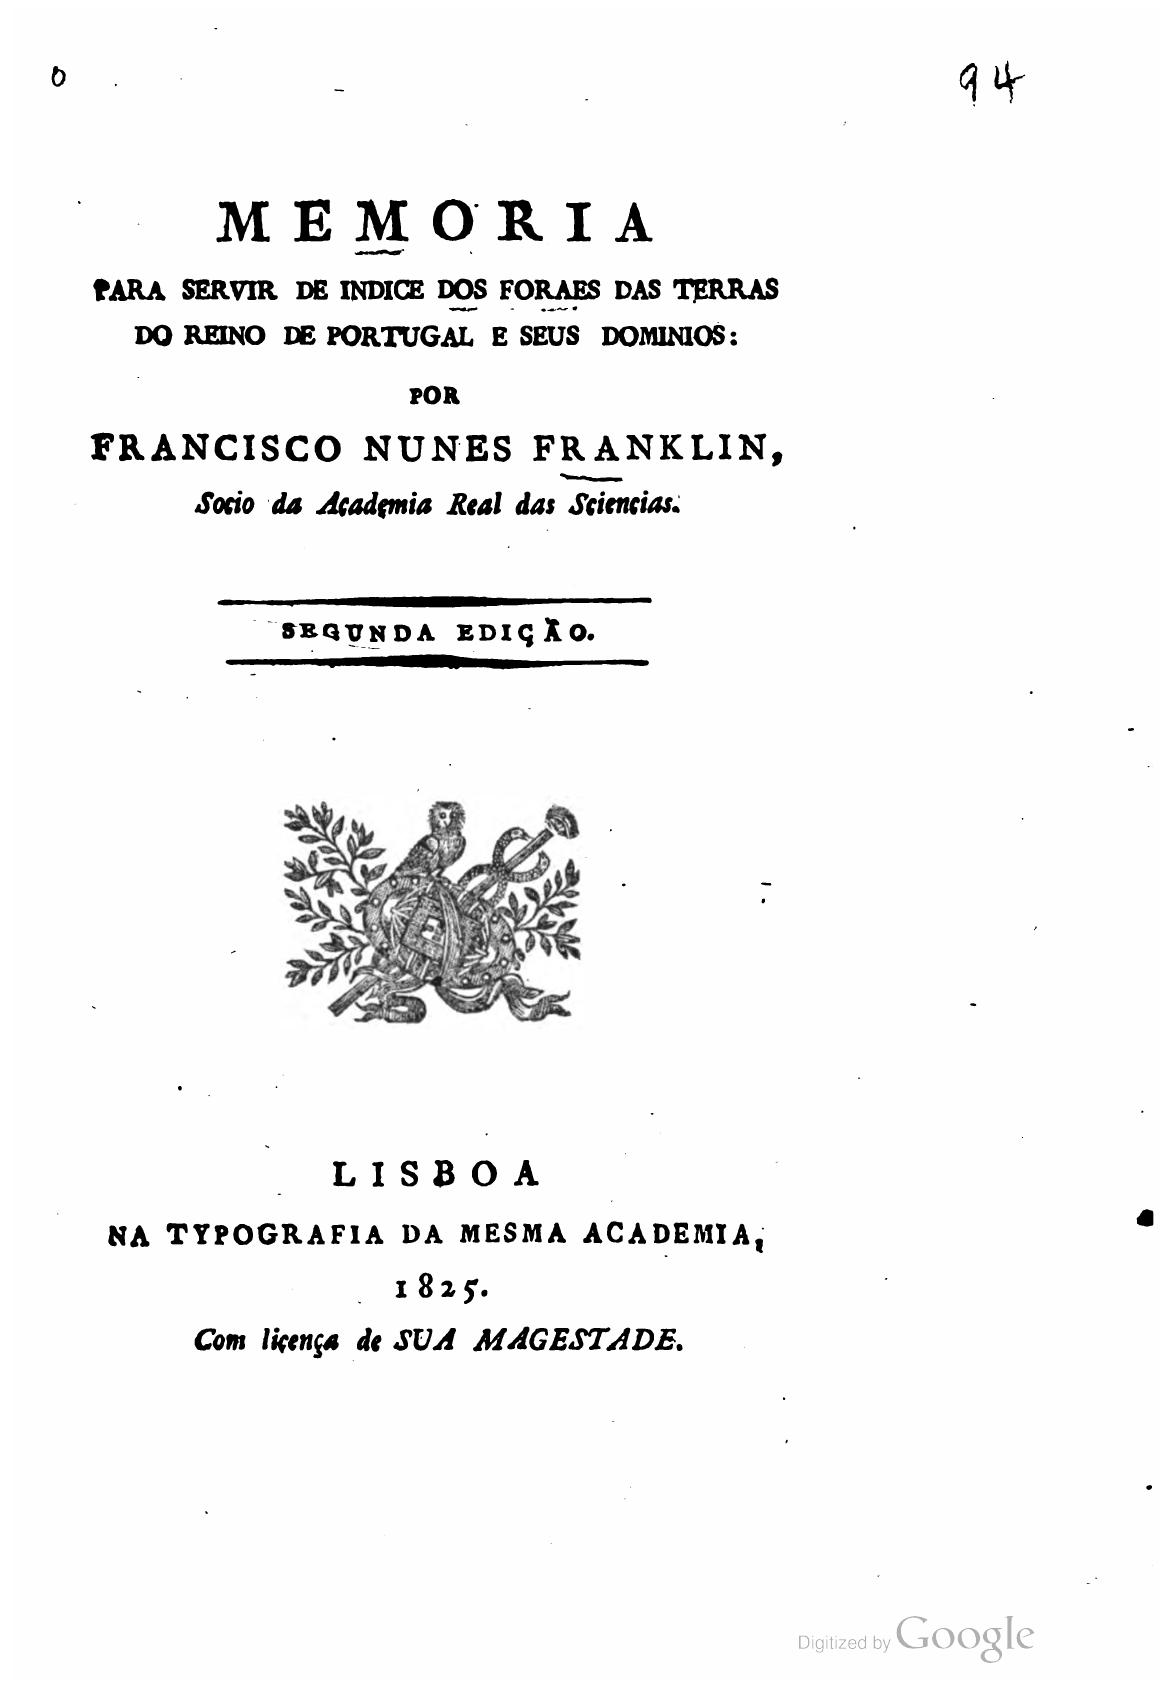 94
MEMORIA
PARA SERVIR DE INDICE DOS FORAES DAS TERRAS
DO REINO DE PORTUGAL E SEUS DOMINIOS:
POR
FRANCISCO NUNES FRANKLIN,
Socio da Academia Real das Sciencias.
SEGUNDA EDIÇÃO.
LISBOA
NA TYPOGRAFIA DA MESMA ACADEMIA,
1825.
Com licença de SUA MAGESTADE.
Digitized by Google